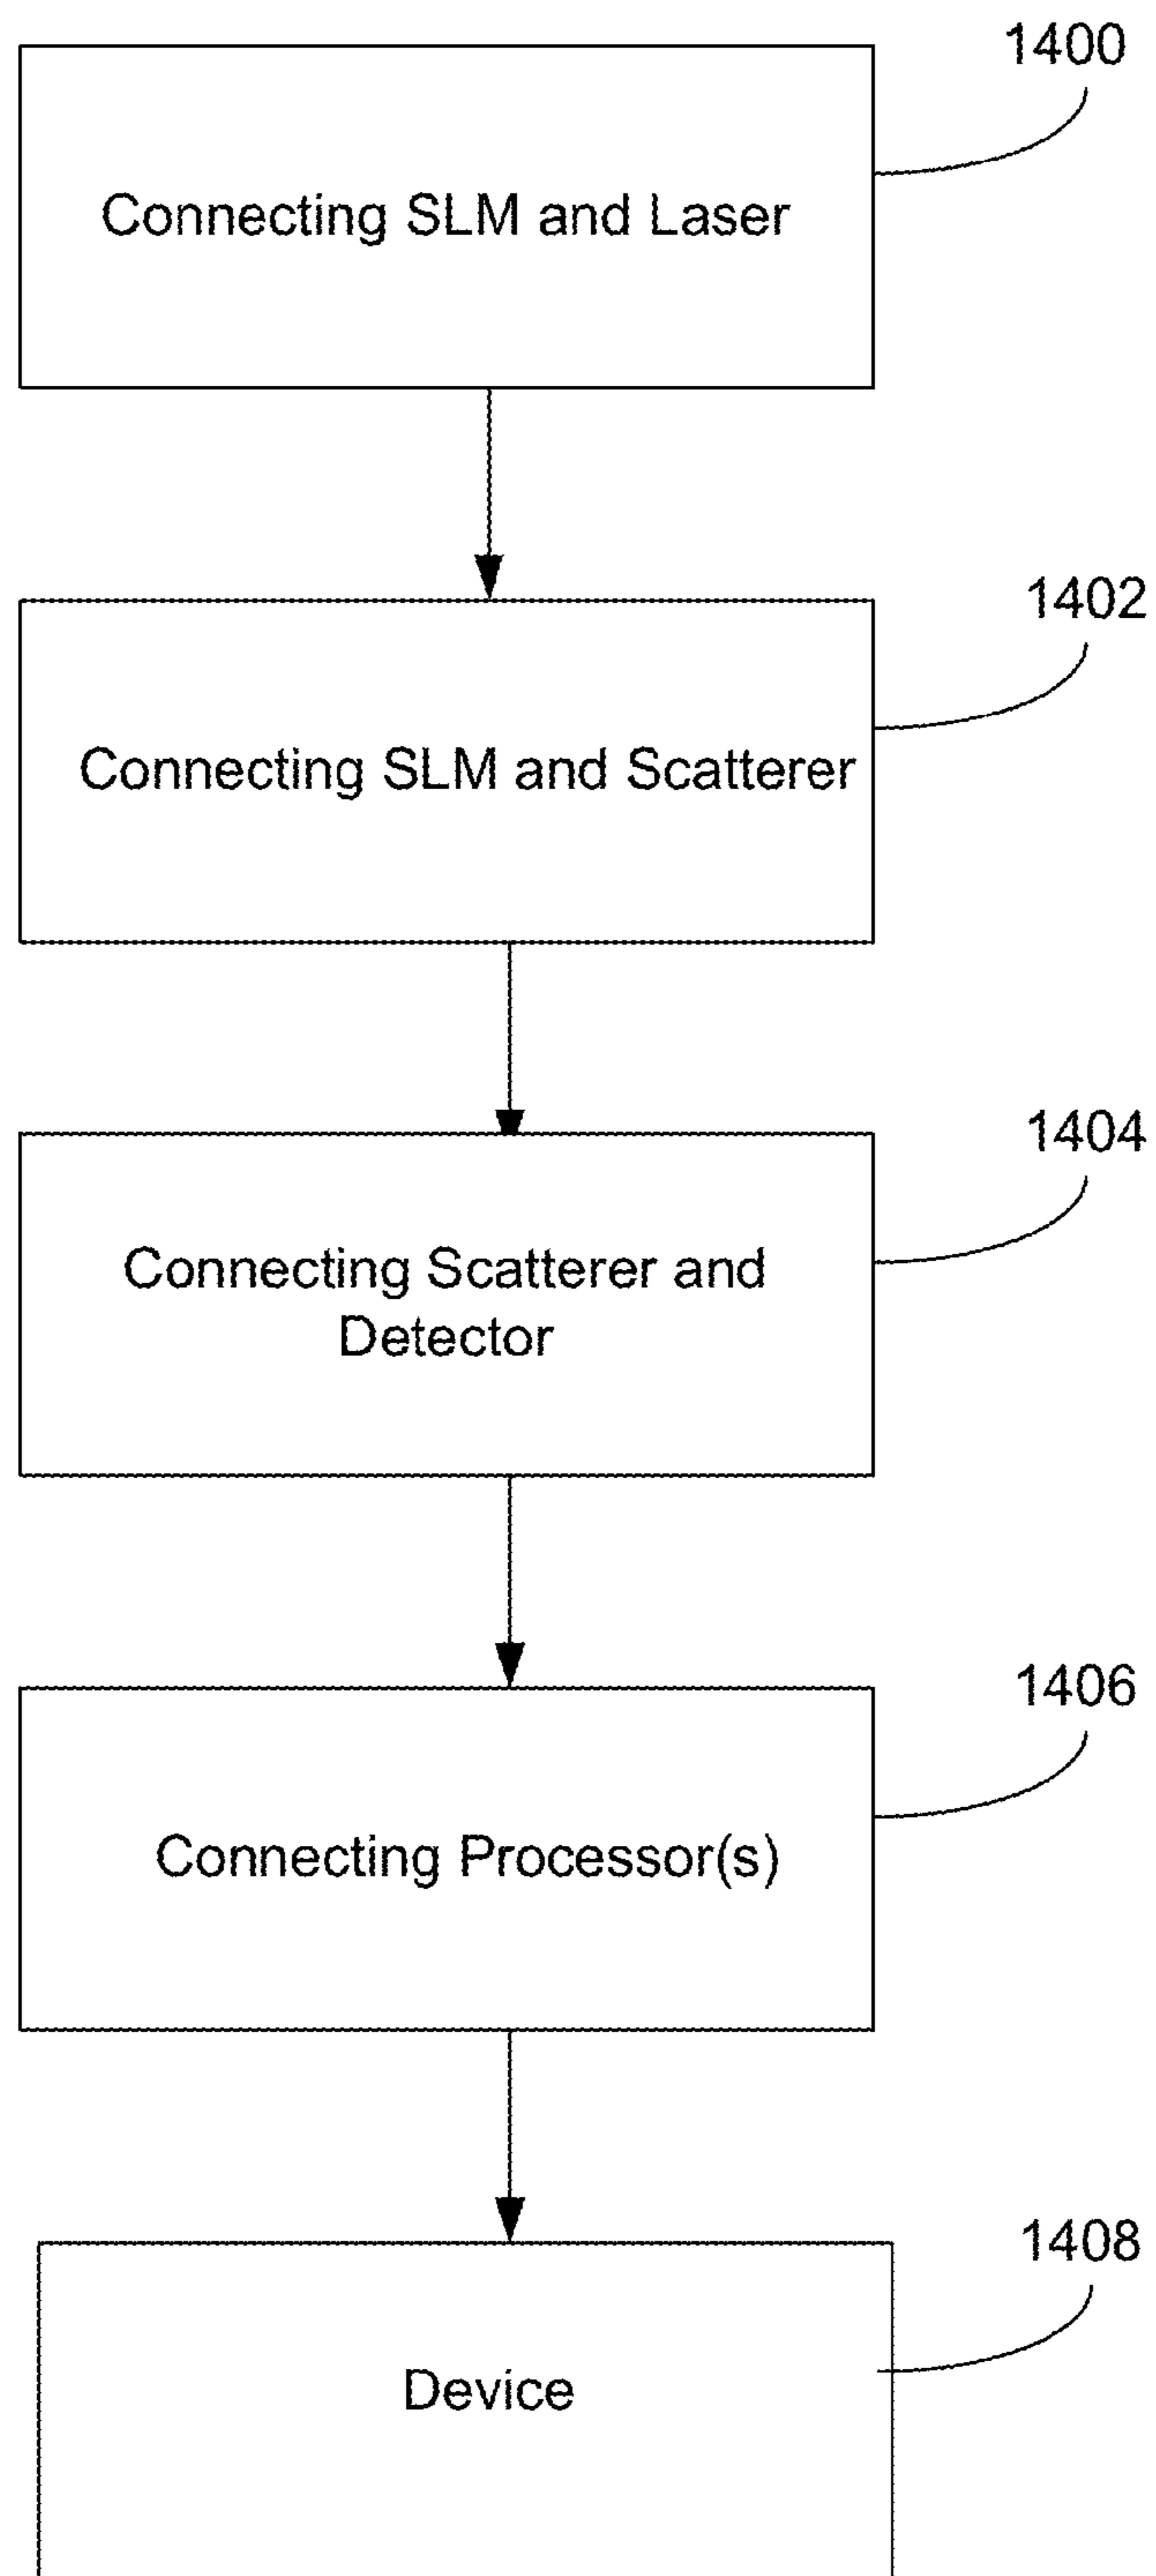 1400
Connecting SLM and Laser
1402
Connecting SLM and Scatterer
1404
Connecting Scatterer and
Detector
1406
Connecting Processor(s)
1408
Device